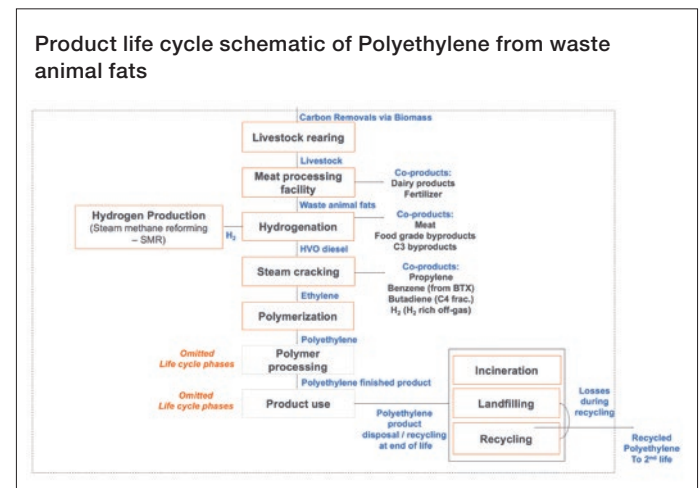 Product life cycle schematic of Polyethylene from waste
animal fats
Carbon Removals via Biomass
Livestock rearing
Livestock
Meat processing
facility
Co-products:
Dairy products
Fertilizer
Waste animal fats
Hydrogen Production
(Steam methane reforming
– SMR)
H₂
Hydrogenation
Co-products:
Meat
Food grade byproducts
C3 byproducts
HVO diesel
Steam cracking
Co-products:
Propylene
Benzene (from BTX)
Butadiene (C4 frac.)
H₂ (H₂ rich off-gas)
Ethylene
Polymerization
Polyethylene
Omitted
Life cycle phases
Polymer
processing
Polyethylene finished product
Omitted
Life cycle phases
Product use
Polyethylene
product
disposal / recycling
at end of life
Incineration
Landfilling
Recycling
Losses
during
recycling
Recycled
Polyethylene
To 2ⁿᵈ life